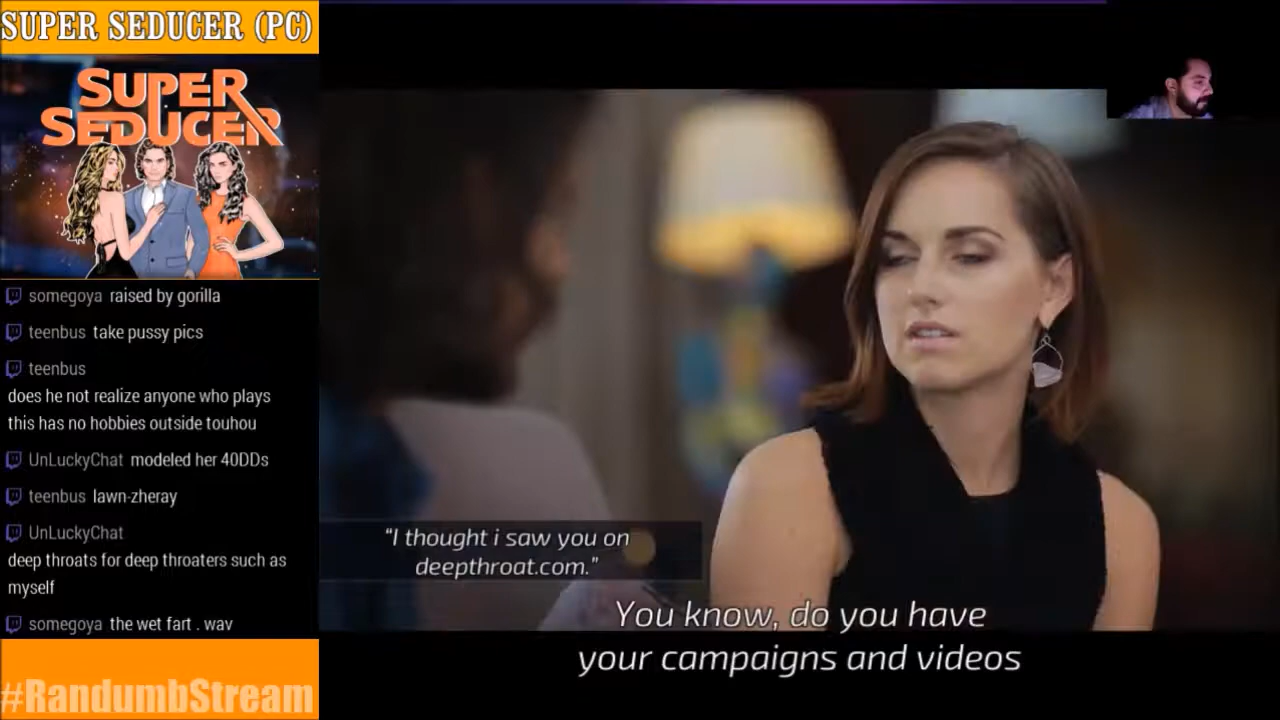 SUPER SEDUCER (PC)
SUPER
SEDUCER
somegoya raised by gorilla
teenbus take pussy pics
teenbus
does he not realize anyone who plays
this has no hobbies outside touhou
UnLuckyChat modeled her 40DDs
teenbus lawn-zheray
UnLuckyChat
deep throats for deep throaters such as
myself
somegoya the wet fart . wav
#RandumbStream
"I thought i saw you on
deepthroat.com."
You know, do you have
your campaigns and videos